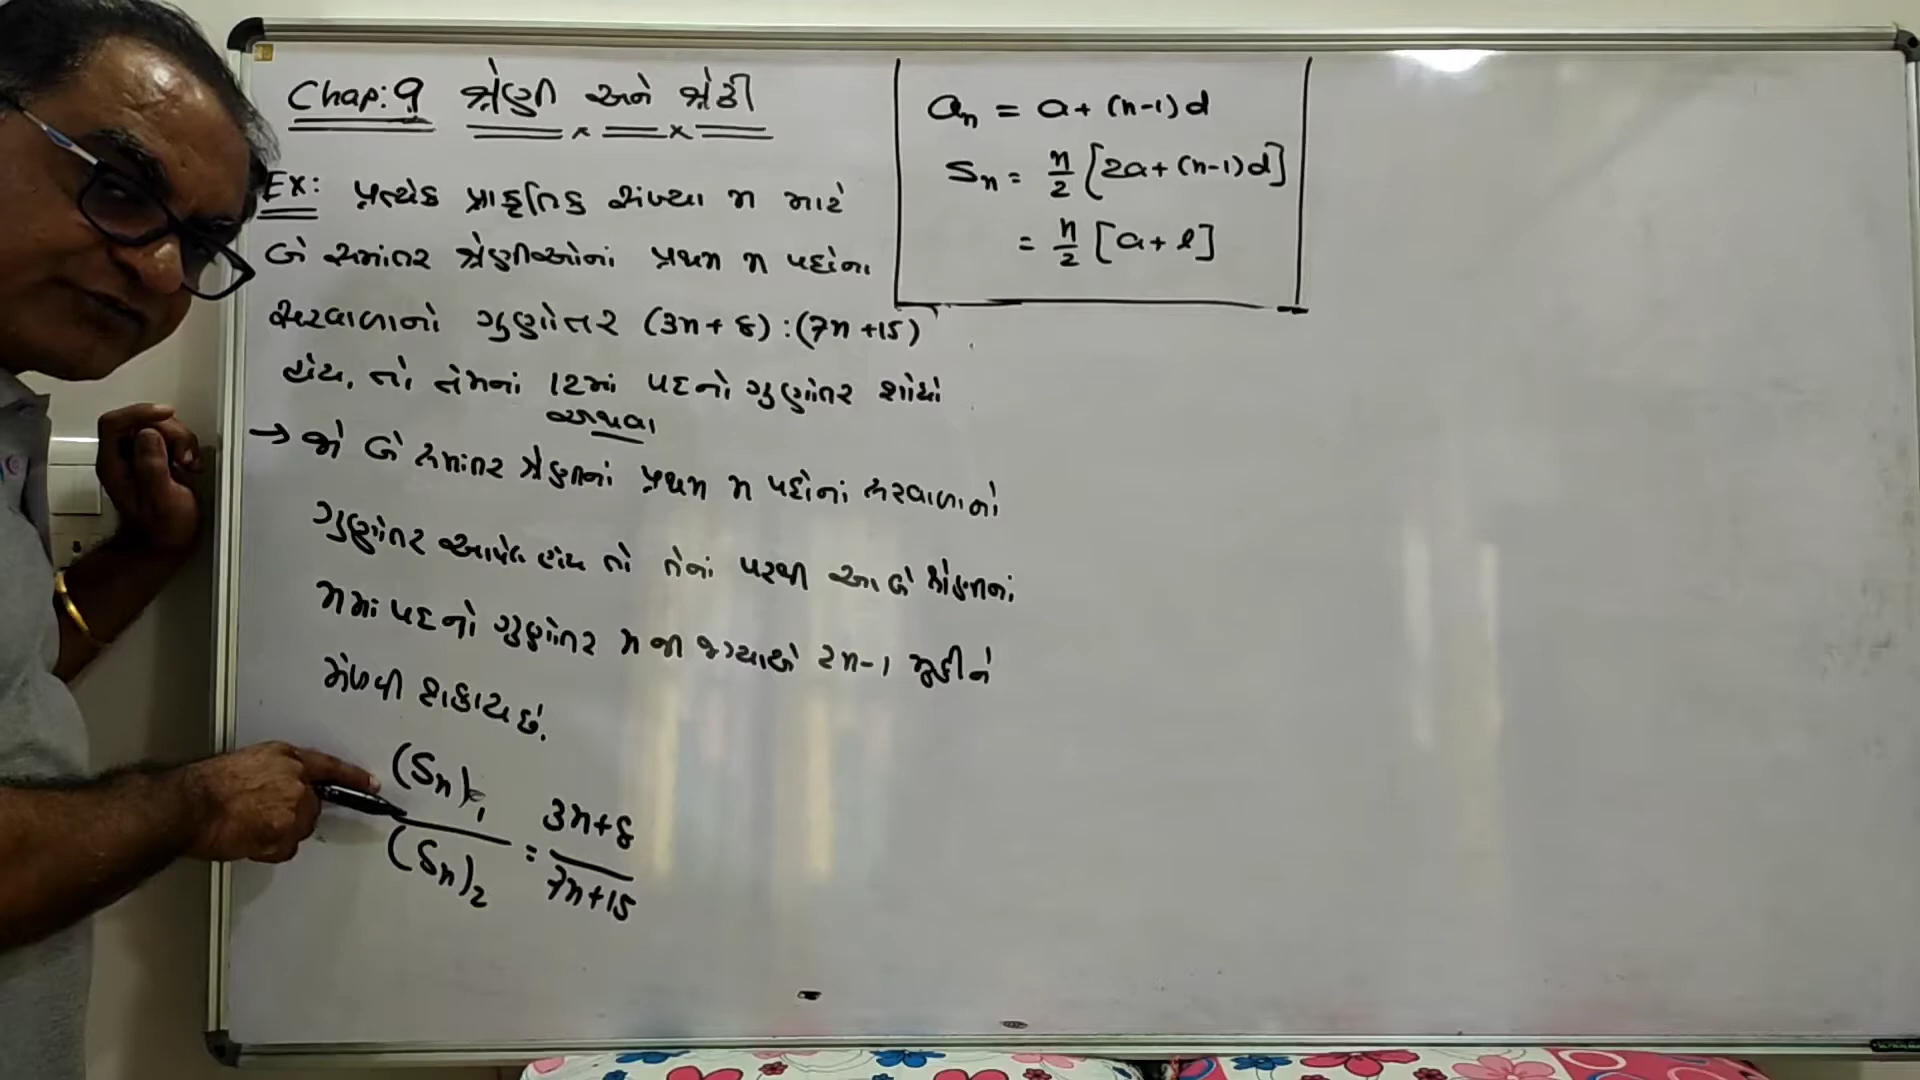 Chap: 9 શ્રેણી અને શ્રેઢી
Ex: પ્રત્યેક પ્રાકૃતિક સંખ્યા n માટે
બે સમાંતર શ્રેણીઓનાં પ્રથમ n પદોના
સરવાળાનો ગુણોત્તર (3n+8):(7n+15)
હોય, તો તેમનાં 12માં પદનો ગુણોત્તર શોધો
અથવા
→ જો બે સમાંતર શ્રેણીનાં પ્રથમ n પદોનાં સરવાળાનો
ગુણોત્તર આપેલ હોય તો તેનાં પરથી આ બે શ્રેણીનાં
nમાં પદનો ગુણોત્તર n ની જગ્યાએ 2n-1 મૂકીને
મેળવી શકાય છે.
(Sn)1 / (Sn)2 = 3n+8 / 7n+15
an = a + (n-1)d
Sn = n/2 [2a + (n-1)d]
= n/2 [a + l]